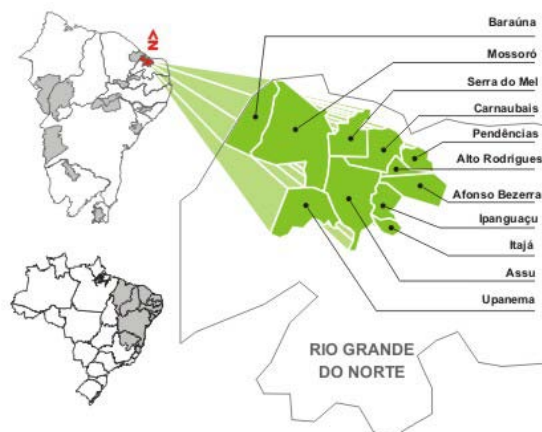 N
Baraúna
Mossoró
Serra do Mel
Carnaubais
Pendências
Alto Rodrigues
Afonso Bezerra
Ipanguaçu
Itajá
Assu
Upanema
RIO GRANDE
DO NORTE